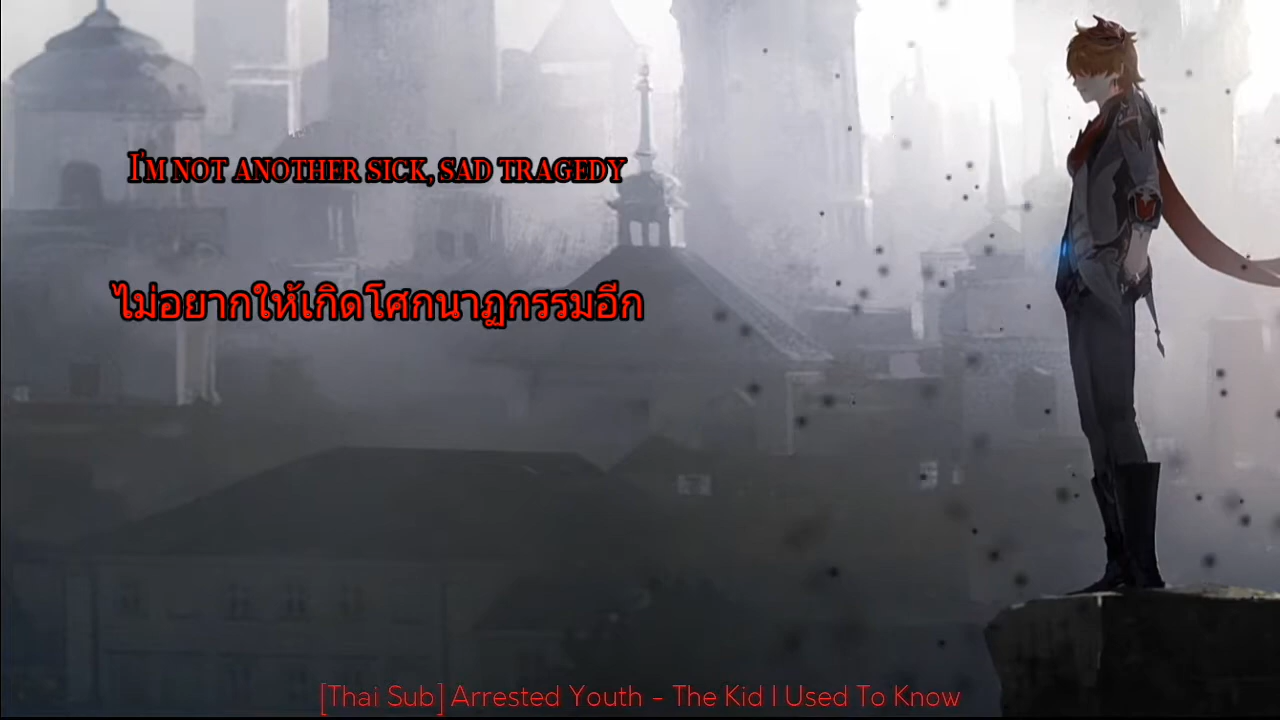 I'm not another sick, sad tragedy
ไม่อยากให้เกิดโศกนาฏกรรมอีก
[Thai Sub] Arrested Youth - The Kid I Used To Know